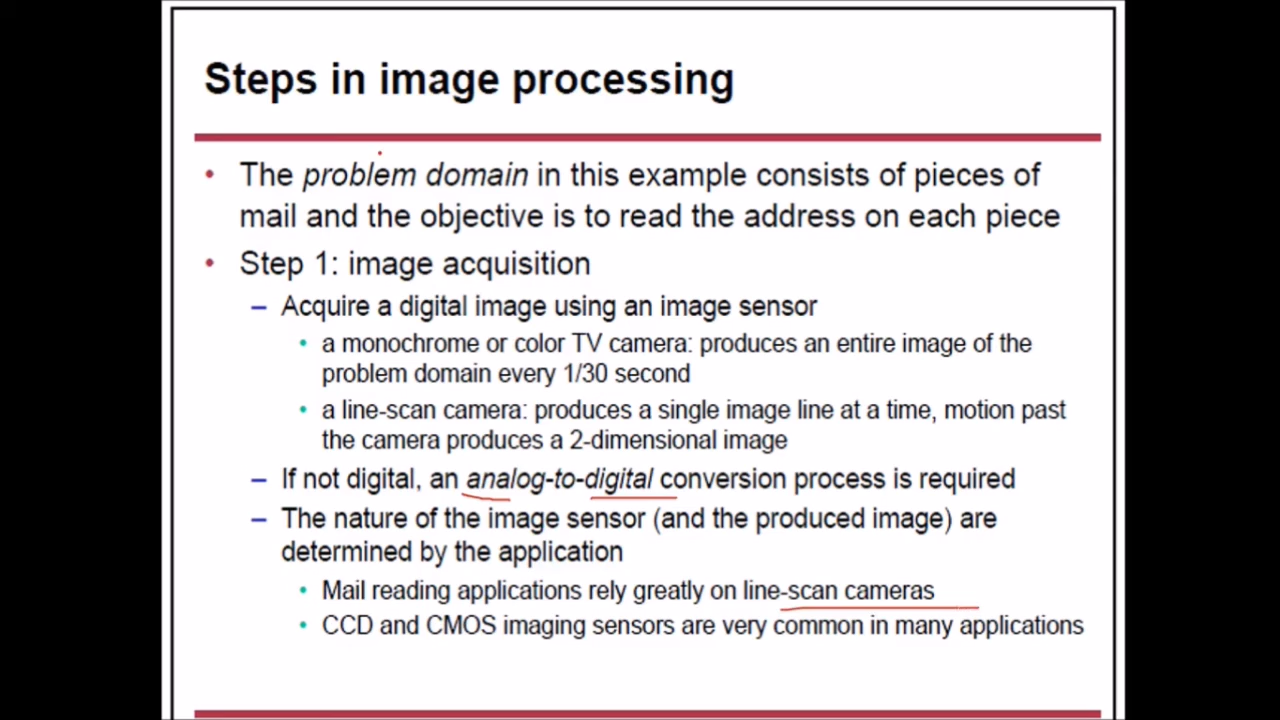 Steps in image processing
• The problem domain in this example consists of pieces of
mail and the objective is to read the address on each piece
• Step 1: image acquisition
– Acquire a digital image using an image sensor
• a monochrome or color TV camera: produces an entire image of the
problem domain every 1/30 second
• a line-scan camera: produces a single image line at a time, motion past
the camera produces a 2-dimensional image
– If not digital, an analog-to-digital conversion process is required
– The nature of the image sensor (and the produced image) are
determined by the application
• Mail reading applications rely greatly on line-scan cameras
• CCD and CMOS imaging sensors are very common in many applications